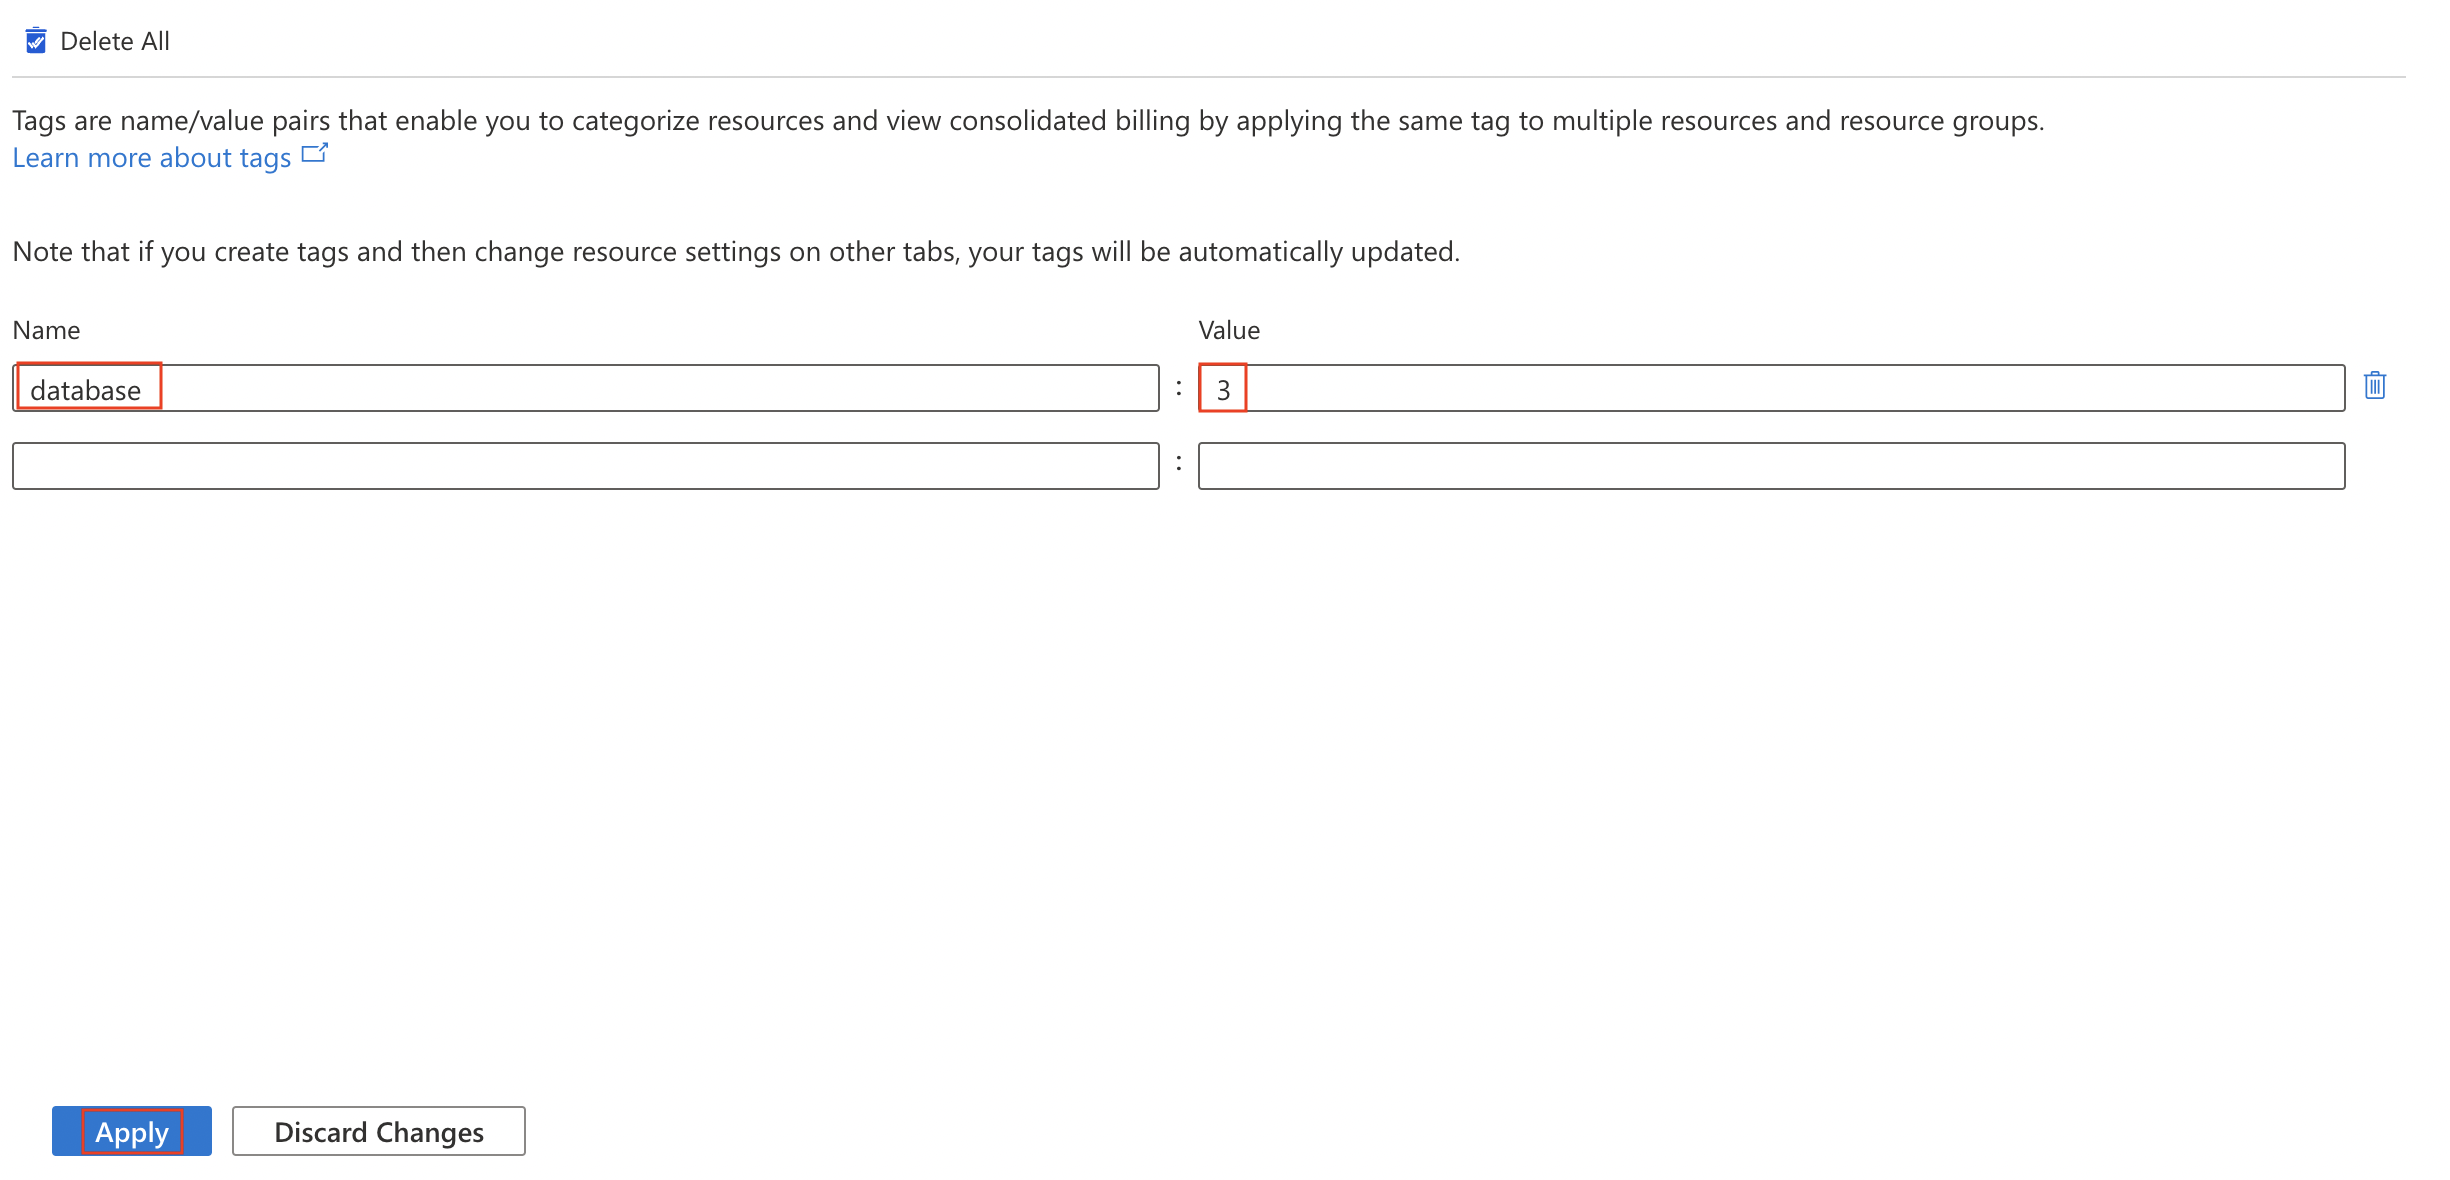 Delete All
Tags are name/value pairs that enable you to categorize resources and view consolidated billing by applying the same tag to multiple resources and resource groups.
Learn more about tags
Note that if you create tags and then change resource settings on other tabs, your tags will be automatically updated.
Name Value
database : 3
:
Apply Discard Changes